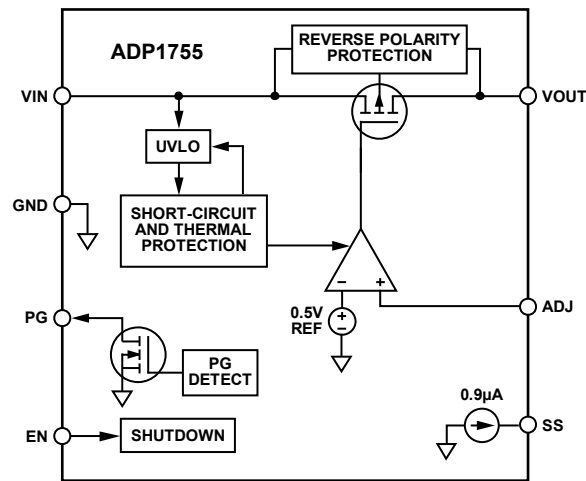 ADP1755
REVERSE POLARITY
PROTECTION
VIN
VOUT
UVLO
GND
SHORT-CIRCUIT
AND THERMAL
PROTECTION
–
+
0.5V
REF
+
–
ADJ
PG
PG
DETECT
0.9µA
SS
EN
SHUTDOWN